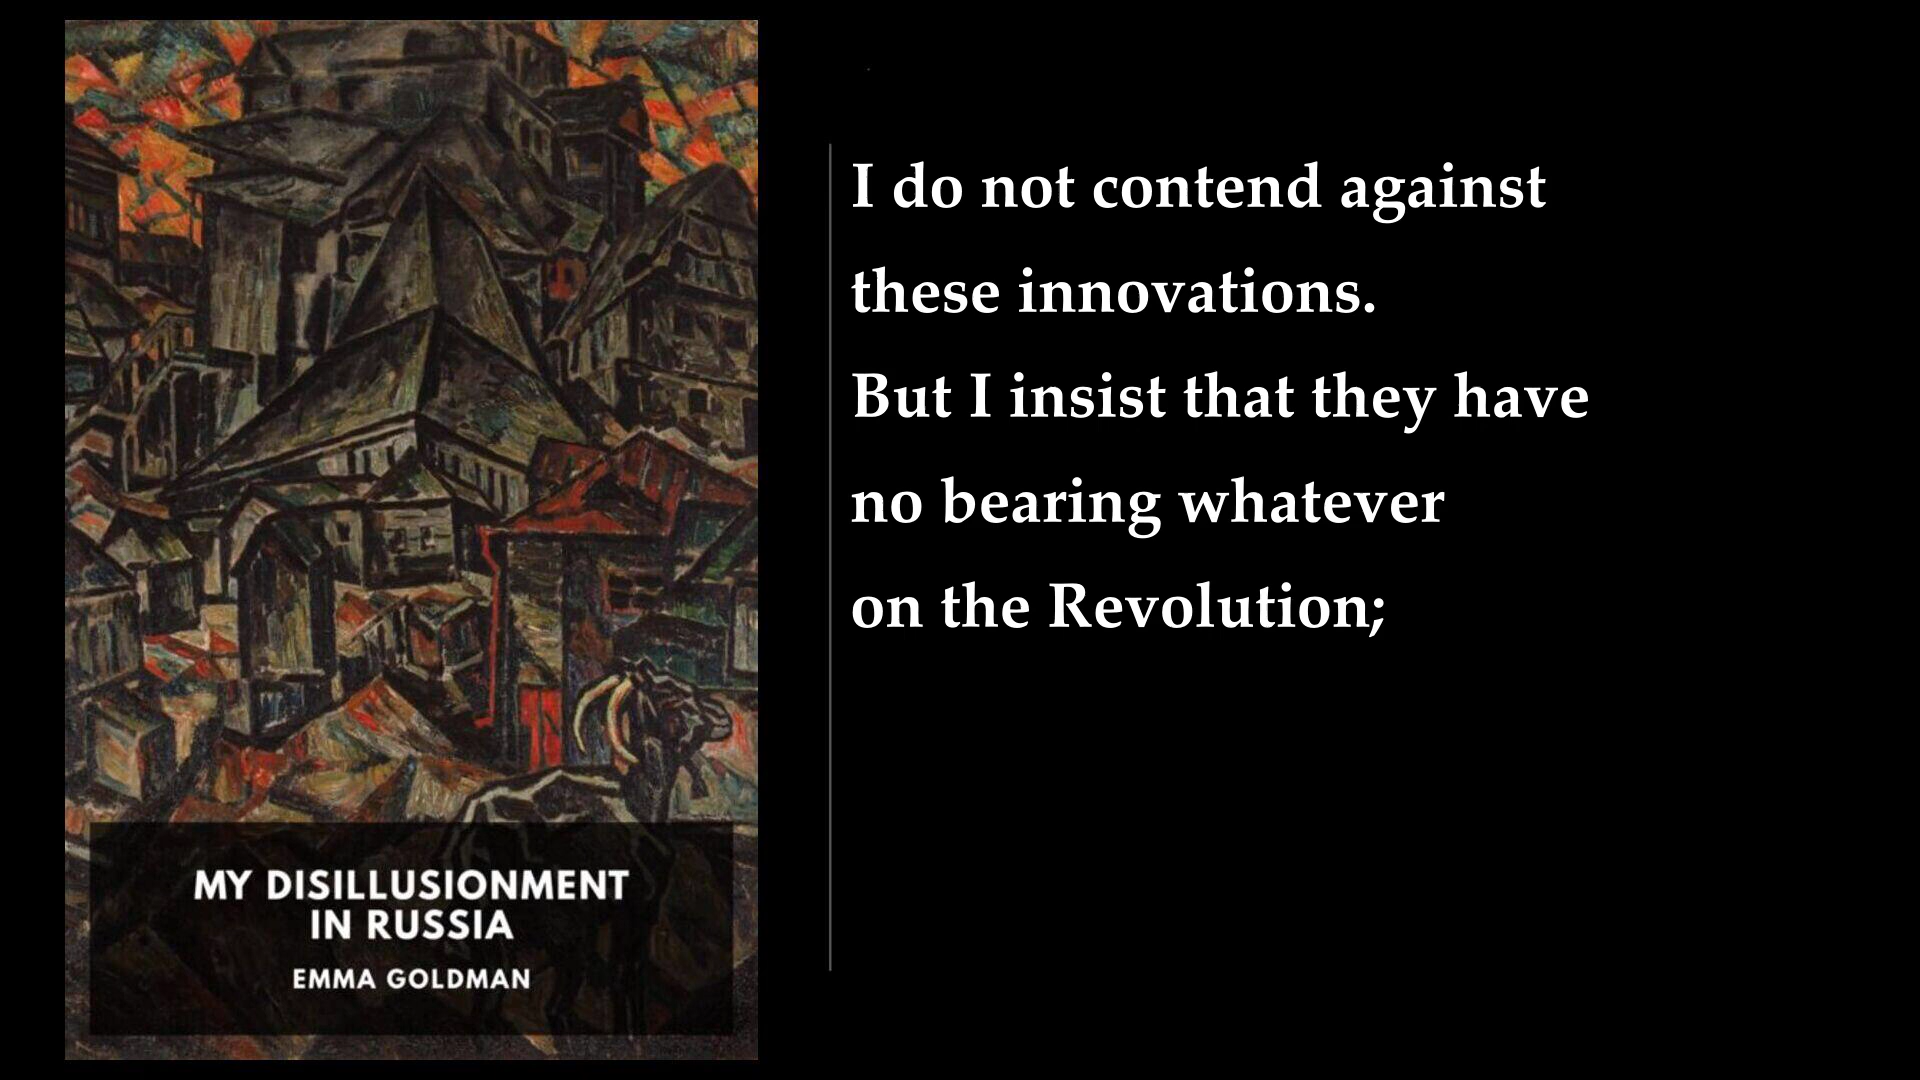 MY DISILLUSIONMENT
IN RUSSIA
EMMA GOLDMAN
I do not contend against
these innovations.
But I insist that they have
no bearing whatever
on the Revolution;